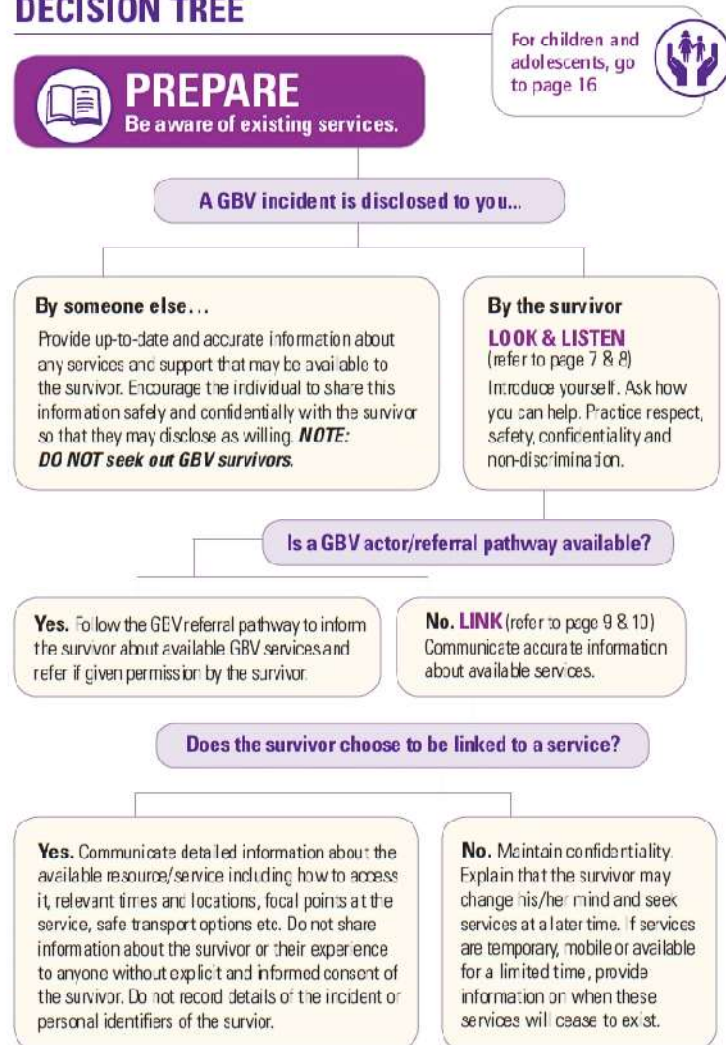 DECISION TREE
For children and
adolescents, go
to page 16
PREPARE
Be aware of existing services.
A GBV incident is disclosed to you...
By someone else...
Provide up-to-date and accurate information about
any services and support that may be available to
the survivor. Encourage the individual to share this
information safely and confidentially with the survivor
so that they may disclose as willing. NOTE:
DO NOT seek out GBV survivors.
By the survivor
LOOK & LISTEN
(refer to page 7 & 8)
Introduce yourself. Ask how
you can help. Practice respect,
safety, confidentiality and
non-discrimination.
Is a GBV actor/referral pathway available?
Yes. Follow the GBV referral pathway to inform
the survivor about available GBV services and
refer if given permission by the survivor.
No. LINK (refer to page 9 & 10)
Communicate accurate information
about available services.
Does the survivor choose to be linked to a service?
Yes. Communicate detailed information about the
available resource/service including how to access
it, relevant times and locations, focal points at the
service, safe transport options etc. Do not share
information about the survivor or their experience
to anyone without explicit and informed consent of
the survivor. Do not record details of the incident or
personal identifiers of the survior.
No. Maintain confidentiality.
Explain that the survivor may
change his/her mind and seek
services at a later time. If services
are temporary, mobile or available
for a limited time, provide
information on when these
services will cease to exist.